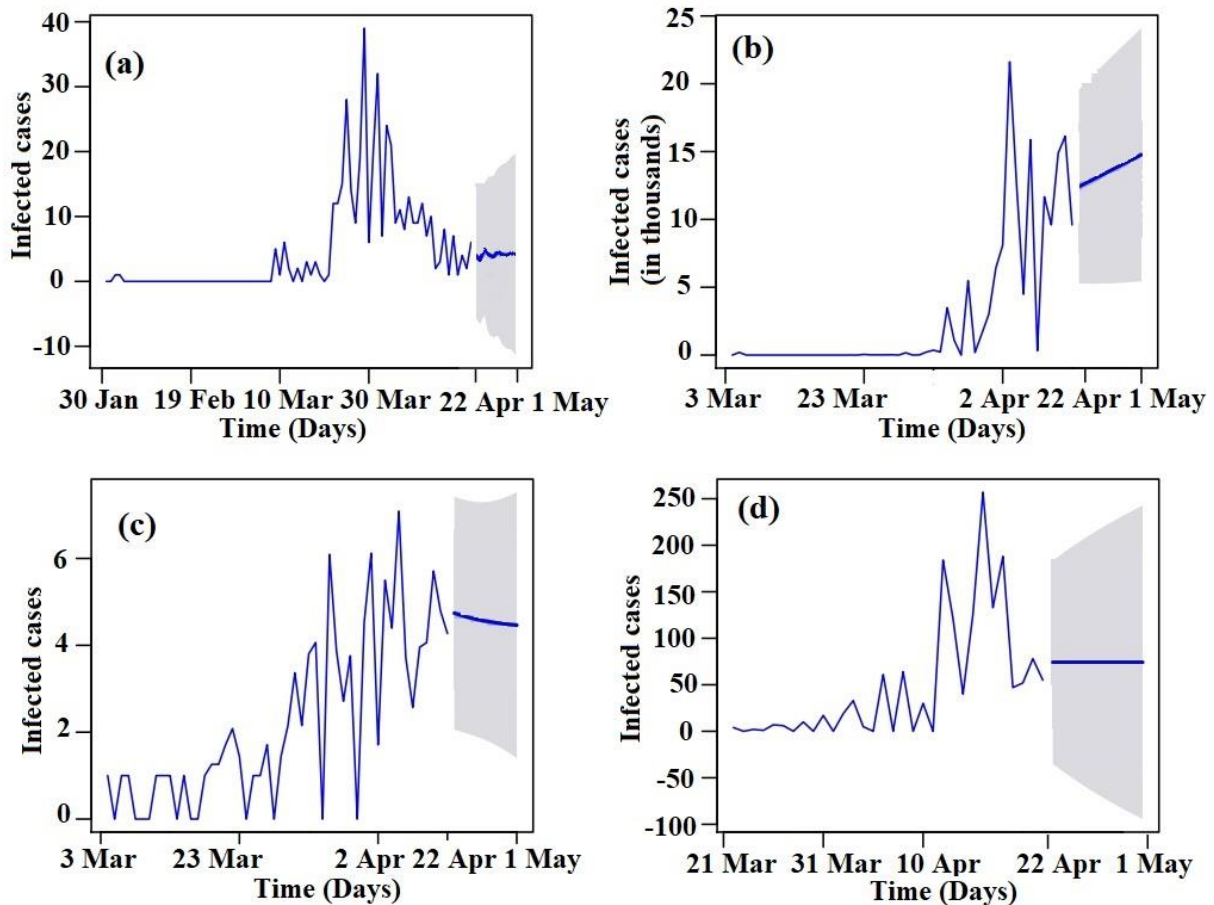 (a)
Infected cases
40
30
20
10
0
-10
30 Jan 19 Feb 10 Mar 30 Mar 22 Apr 1 May
Time (Days)
(b)
Infected cases
(in thousands)
25
20
15
10
5
0
3 Mar 23 Mar 2 Apr 22 Apr 1 May
Time (Days)
(c)
Infected cases
6
4
2
0
3 Mar 23 Mar 2 Apr 22 Apr 1 May
Time (Days)
(d)
Infected cases
250
200
150
100
50
0
-50
-100
21 Mar 31 Mar 10 Apr 22 Apr 1 May
Time (Days)